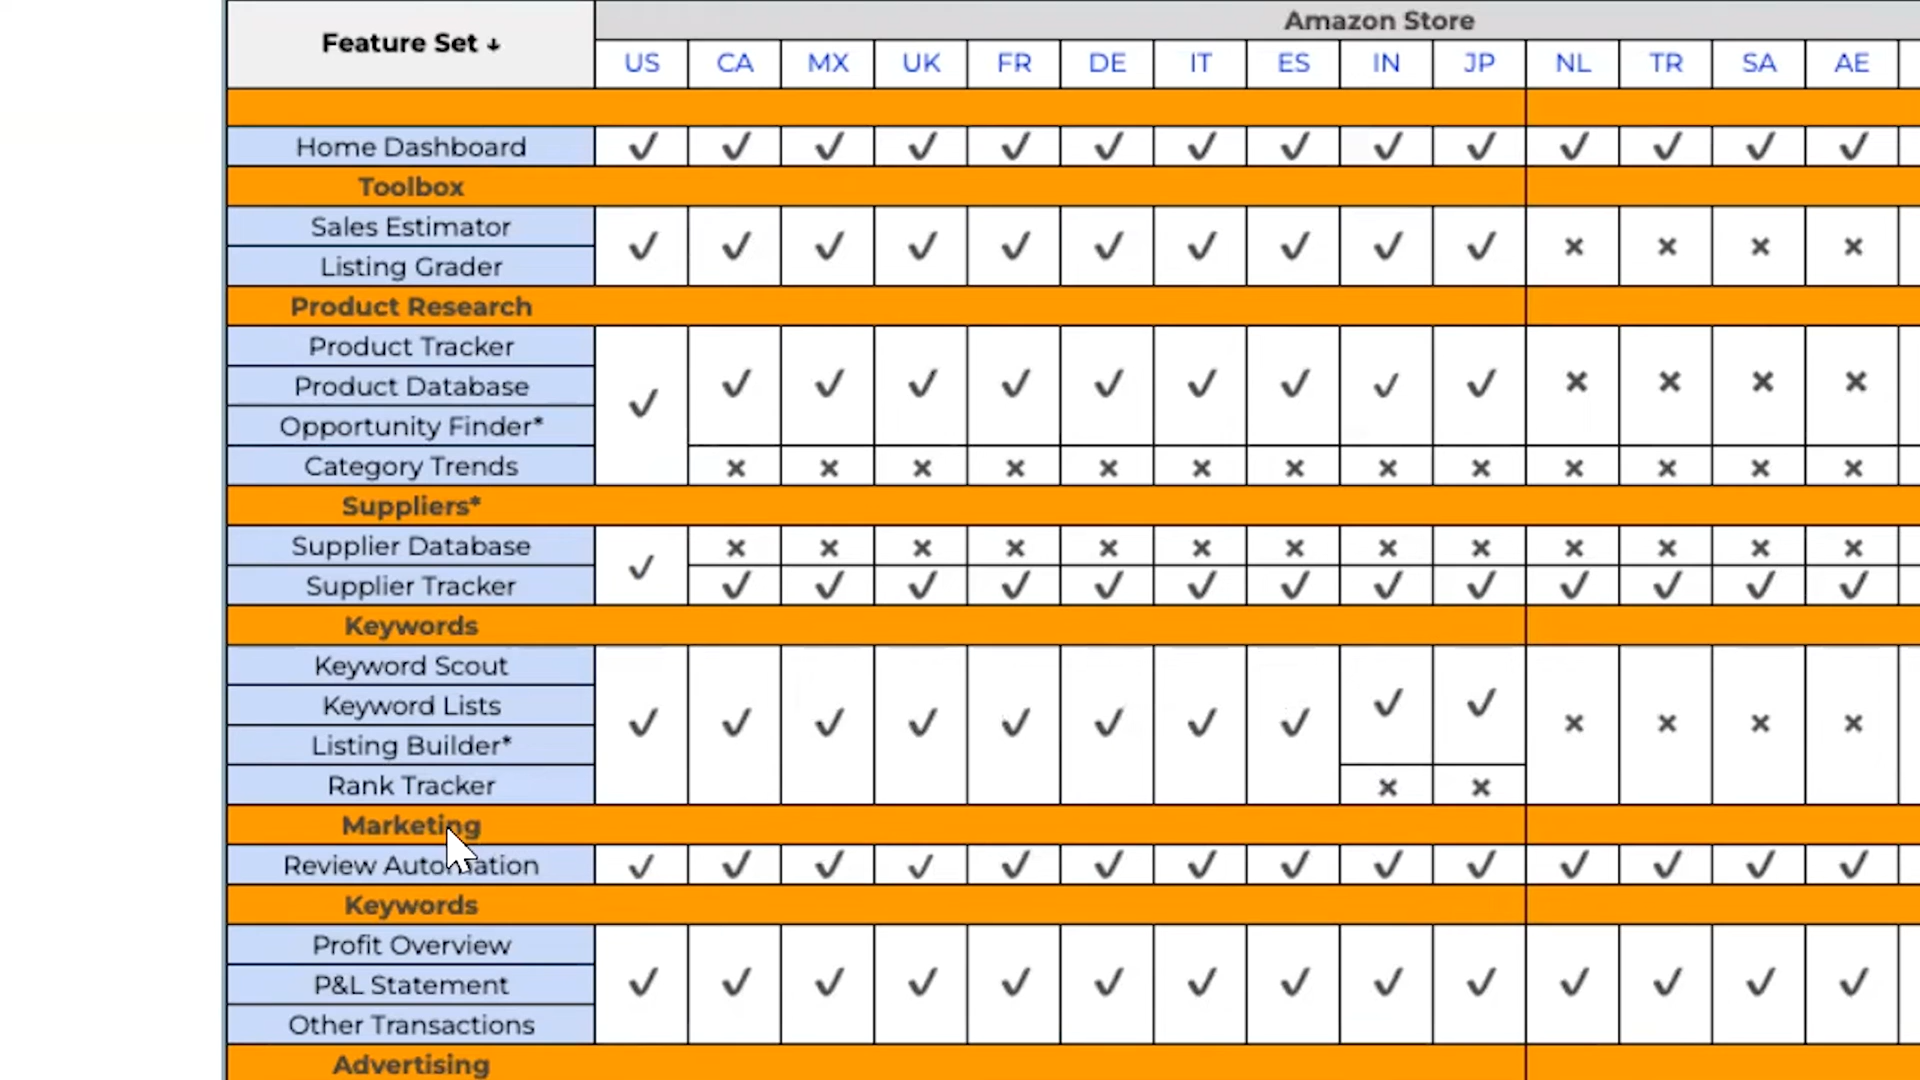 Feature Set ↓
Amazon Store
US CA MX UK FR DE IT ES IN JP NL TR SA AE
Home Dashboard ✓ ✓ ✓ ✓ ✓ ✓ ✓ ✓ ✓ ✓ ✓ ✓ ✓ ✓
Toolbox
Sales Estimator ✓ ✓ ✓ ✓ ✓ ✓ ✓ ✓ ✓ ✓ × × × ×
Listing Grader
Product Research
Product Tracker
Product Database ✓ ✓ ✓ ✓ ✓ ✓ ✓ ✓ ✓ ✓ × × × ×
Opportunity Finder*
Category Trends × × × × × × × × × × × × ×
Suppliers*
Supplier Database ✓ × × × × × × × × × × × × ×
Supplier Tracker ✓ ✓ ✓ ✓ ✓ ✓ ✓ ✓ ✓ ✓ ✓ ✓ ✓
Keywords
Keyword Scout
Keyword Lists ✓ ✓ ✓ ✓ ✓ ✓ ✓ ✓ ✓ ✓ × × × ×
Listing Builder*
Rank Tracker × ×
Marketing
Review Automation ✓ ✓ ✓ ✓ ✓ ✓ ✓ ✓ ✓ ✓ ✓ ✓ ✓ ✓
Keywords
Profit Overview
P&L Statement ✓ ✓ ✓ ✓ ✓ ✓ ✓ ✓ ✓ ✓ ✓ ✓ ✓ ✓
Other Transactions
Advertising